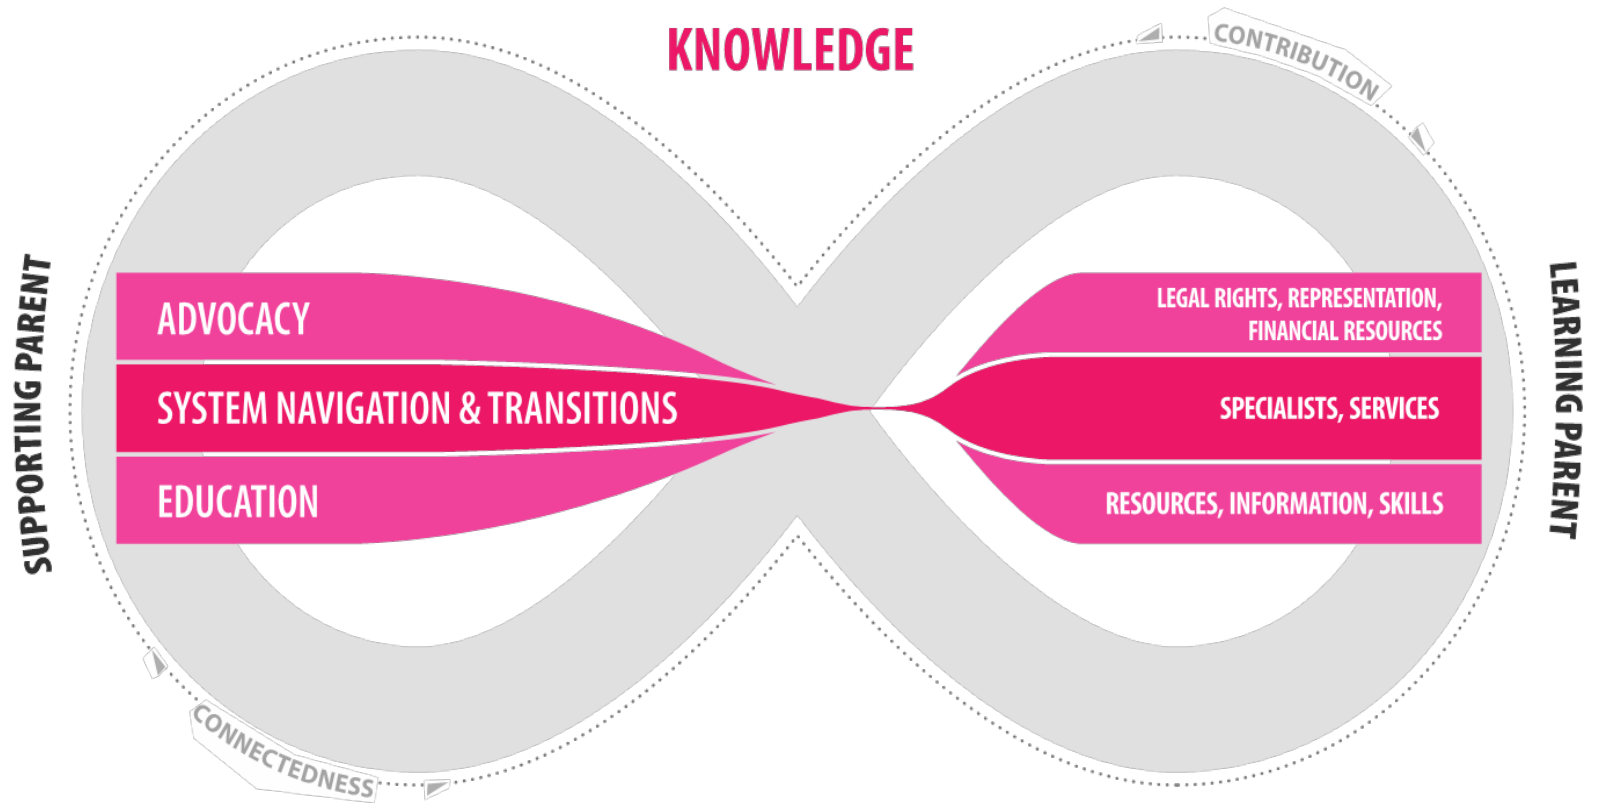 KNOWLEDGE
CONTRIBUTION
SUPPORTING PARENT
ADVOCACY
SYSTEM NAVIGATION & TRANSITIONS
EDUCATION
LEGAL RIGHTS, REPRESENTATION,
FINANCIAL RESOURCES
SPECIALISTS, SERVICES
RESOURCES, INFORMATION, SKILLS
LEARNING PARENT
CONNECTEDNESS